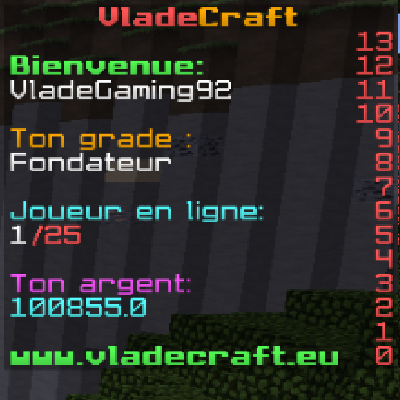 VladeCraft
13
Bienvenue: 12
VladeGaming92 11
10
Ton grade : 9
Fondateur 8
7
Joueur en ligne: 6
1/25 5
4
Ton argent: 3
100855.0 2
1
www.vladecraft.eu 0